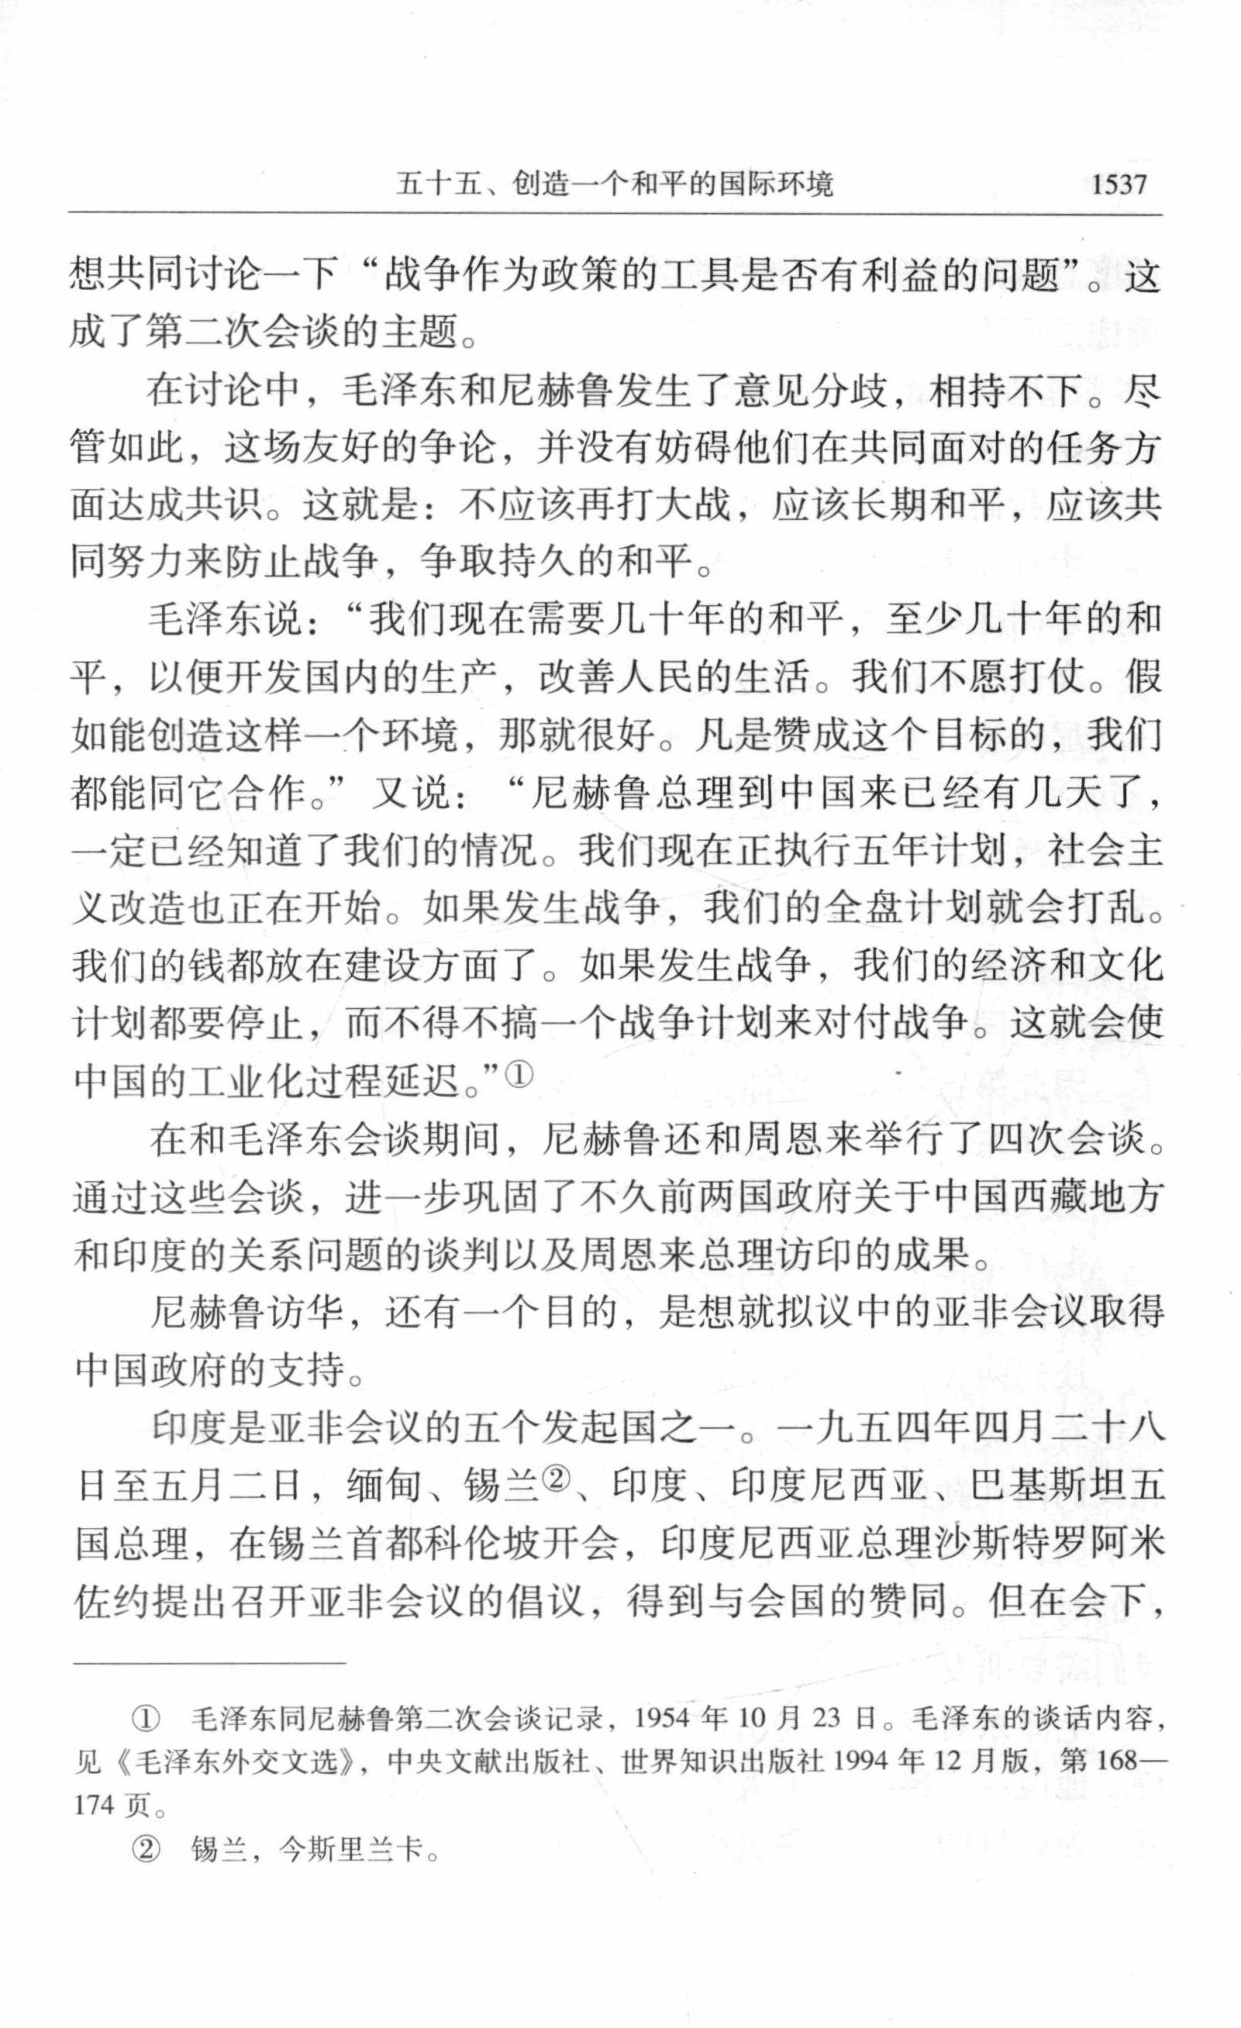 五十五、创造一个和平的国际环境 1537
想共同讨论一下“战争作为政策的工具是否有利益的问题”。这
成了第二次会谈的主题。
在讨论中，毛泽东和尼赫鲁发生了意见分歧，相持不下。尽
管如此，这场友好的争论，并没有妨碍他们在共同面对的任务方
面达成共识。这就是：不应该再打大战，应该长期和平，应该共
同努力来防止战争，争取持久的和平。
毛泽东说：“我们现在需要几十年的和平，至少几十年的和
平，以便开发国内的生产，改善人民的生活。我们不愿打仗。假
如能创造这样一个环境，那就很好。凡是赞成这个目标的，我们
都能同它合作。”又说：“尼赫鲁总理到中国来已经有几天了，
一定已经知道了我们的情况。我们现在正执行五年计划，社会主
义改造也正在开始。如果发生战争，我们的全盘计划就会打乱。
我们的钱都放在建设方面了。如果发生战争，我们的经济和文化
计划都要停止，而不得不搞一个战争计划来对付战争。这就会使
中国的工业化过程延迟。”①
在和毛泽东会谈期间，尼赫鲁还和周恩来举行了四次会谈。
通过这些会谈，进一步巩固了不久前两国政府关于中国西藏地方
和印度的关系问题的谈判以及周恩来总理访印的成果。
尼赫鲁访华，还有一个目的，是想就拟议中的亚非会议取得
中国政府的支持。
印度是亚非会议的五个发起国之一。一九五四年四月二十八
日至五月二日，缅甸、锡兰②、印度、印度尼西亚、巴基斯坦五
国总理，在锡兰首都科伦坡开会，印度尼西亚总理沙斯特罗阿米
佐约提出召开亚非会议的倡议，得到与会国的赞同。但在会下，
① 毛泽东同尼赫鲁第二次会谈记录，1954 年 10 月 23 日。毛泽东的谈话内容，
见《毛泽东外交文选》，中央文献出版社、世界知识出版社 1994 年 12 月版，第 168—
174 页。
② 锡兰，今斯里兰卡。